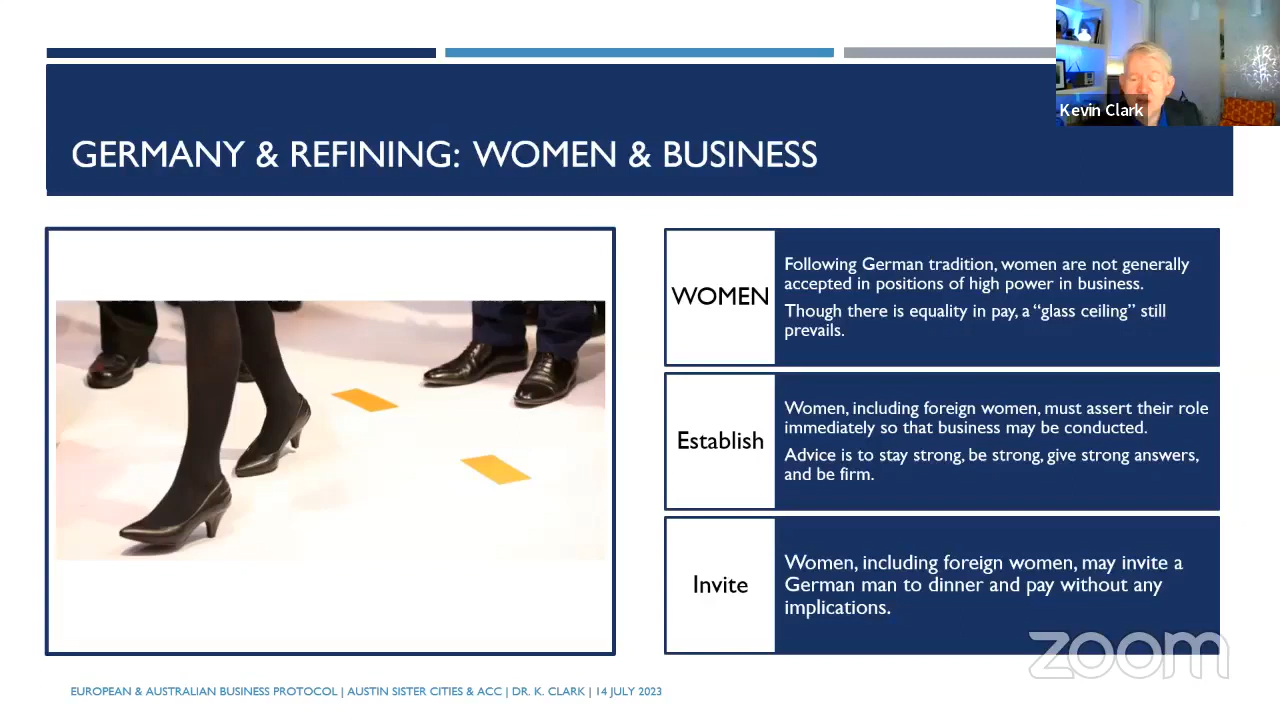 Kevin Clark
GERMANY & REFINING: WOMEN & BUSINESS
WOMEN
Following German tradition, women are not generally
accepted in positions of high power in business.
Though there is equality in pay, a “glass ceiling” still
prevails.
Establish
Women, including foreign women, must assert their role
immediately so that business may be conducted.
Advice is to stay strong, be strong, give strong answers,
and be firm.
Invite
Women, including foreign women, may invite a
German man to dinner and pay without any
implications.
zoom
EUROPEAN & AUSTRALIAN BUSINESS PROTOCOL | AUSTIN SISTER CITIES & ACC | DR. K. CLARK | 14 JULY 2023